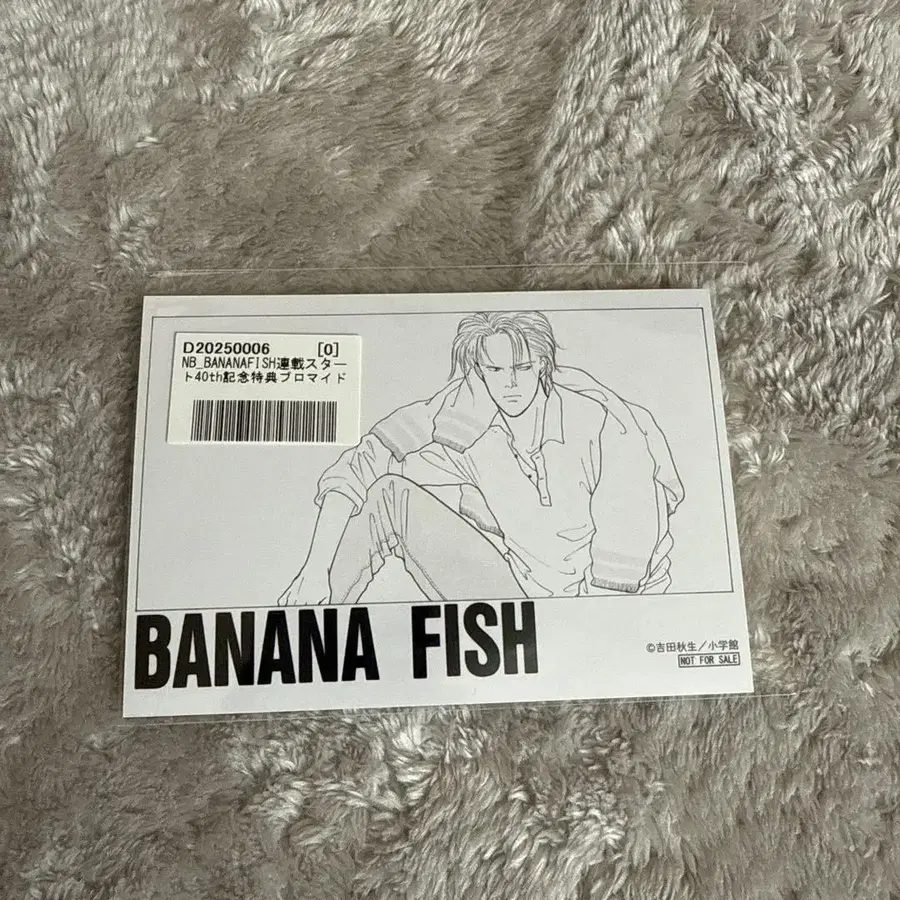 D20250006 [0]
NB_BANANAFISH連載スタ一
ト40th記念特典ブロマイド
BANANA FISH
©吉田秋生／小学館
NOT FOR SALE